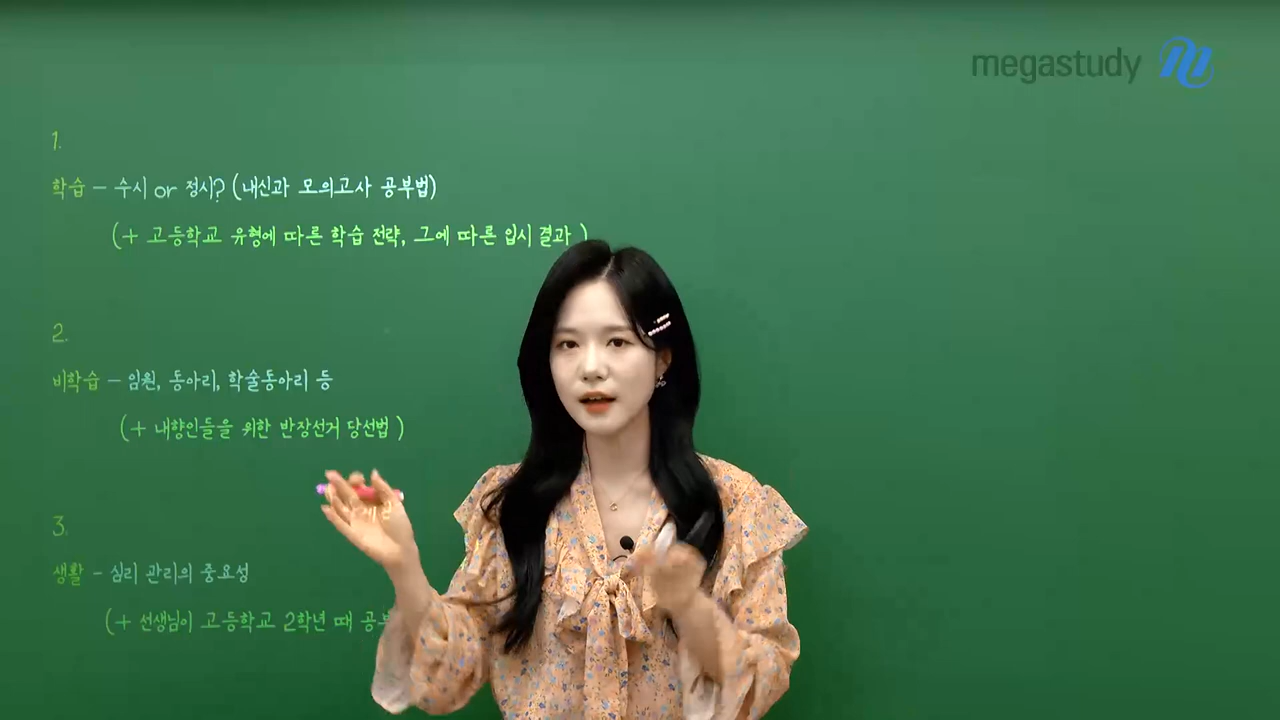 megastudy
1.
학습 - 수시 or 정시? (내신과 모의고사 공부법)
(+ 고등학교 유형에 따른 학습 전략, 그에 따른 입시 결과 )
2.
비학습 - 임원, 동아리, 학술동아리 등
(+ 내향인들을 위한 반장선거 당선법 )
3.
생활 - 심리 관리의 중요성
(+ 선생님이 고등학교 2학년 때 공부